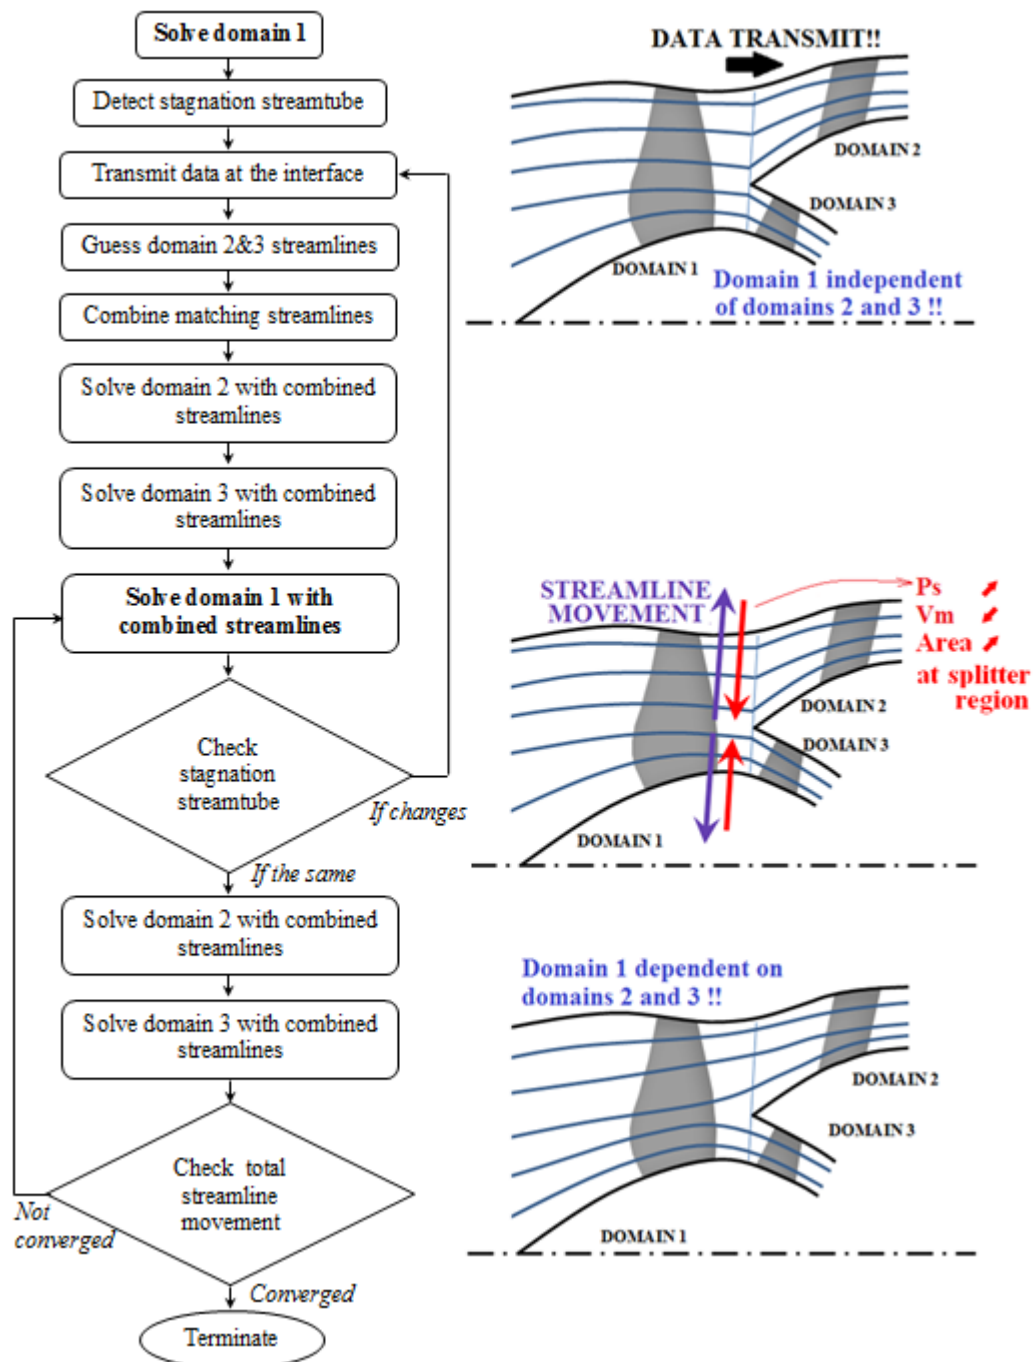 Solve domain 1
Detect stagnation streamtube
Transmit data at the interface
Guess domain 2&3 streamlines
Combine matching streamlines
Solve domain 2 with combined
streamlines
Solve domain 3 with combined
streamlines
Solve domain 1 with
combined streamlines
Check
stagnation
streamtube
If changes
If the same
Solve domain 2 with combined
streamlines
Solve domain 3 with combined
streamlines
Check total
streamline
movement
Not
converged
Converged
Terminate
DATA TRANSMIT!!
DOMAIN 2
DOMAIN 3
DOMAIN 1
Domain 1 independent
of domains 2 and 3 !!
STREAMLINE
MOVEMENT
Ps
Vm
Area
at splitter
region
DOMAIN 2
DOMAIN 3
DOMAIN 1
Domain 1 dependent on
domains 2 and 3 !!
DOMAIN 2
DOMAIN 3
DOMAIN 1